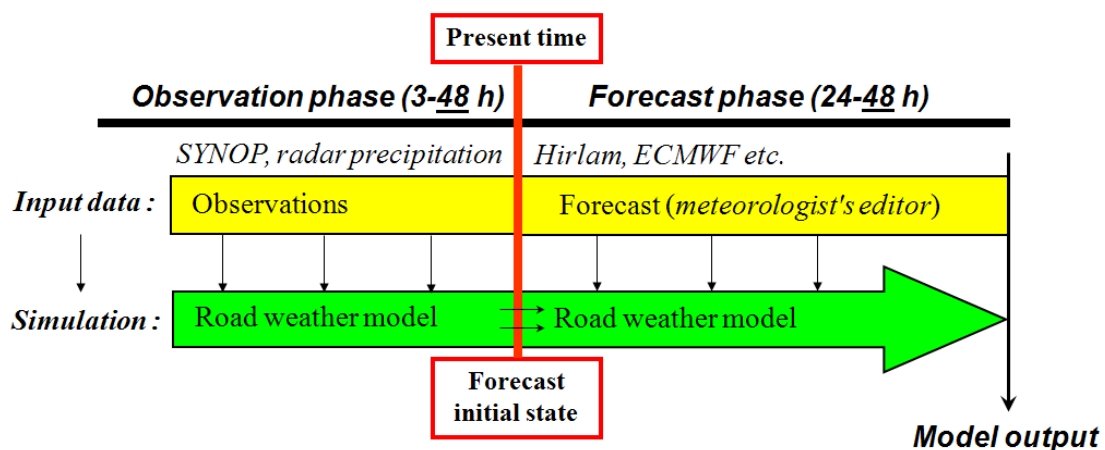 Present time
Observation phase (3-48 h)
Forecast phase (24-48 h)
SYNOP, radar precipitation
Hirlam, ECMWF etc.
Input data :
Observations
Forecast (meteorologist's editor)
Simulation :
Road weather model
Road weather model
Forecast
initial state
Model output